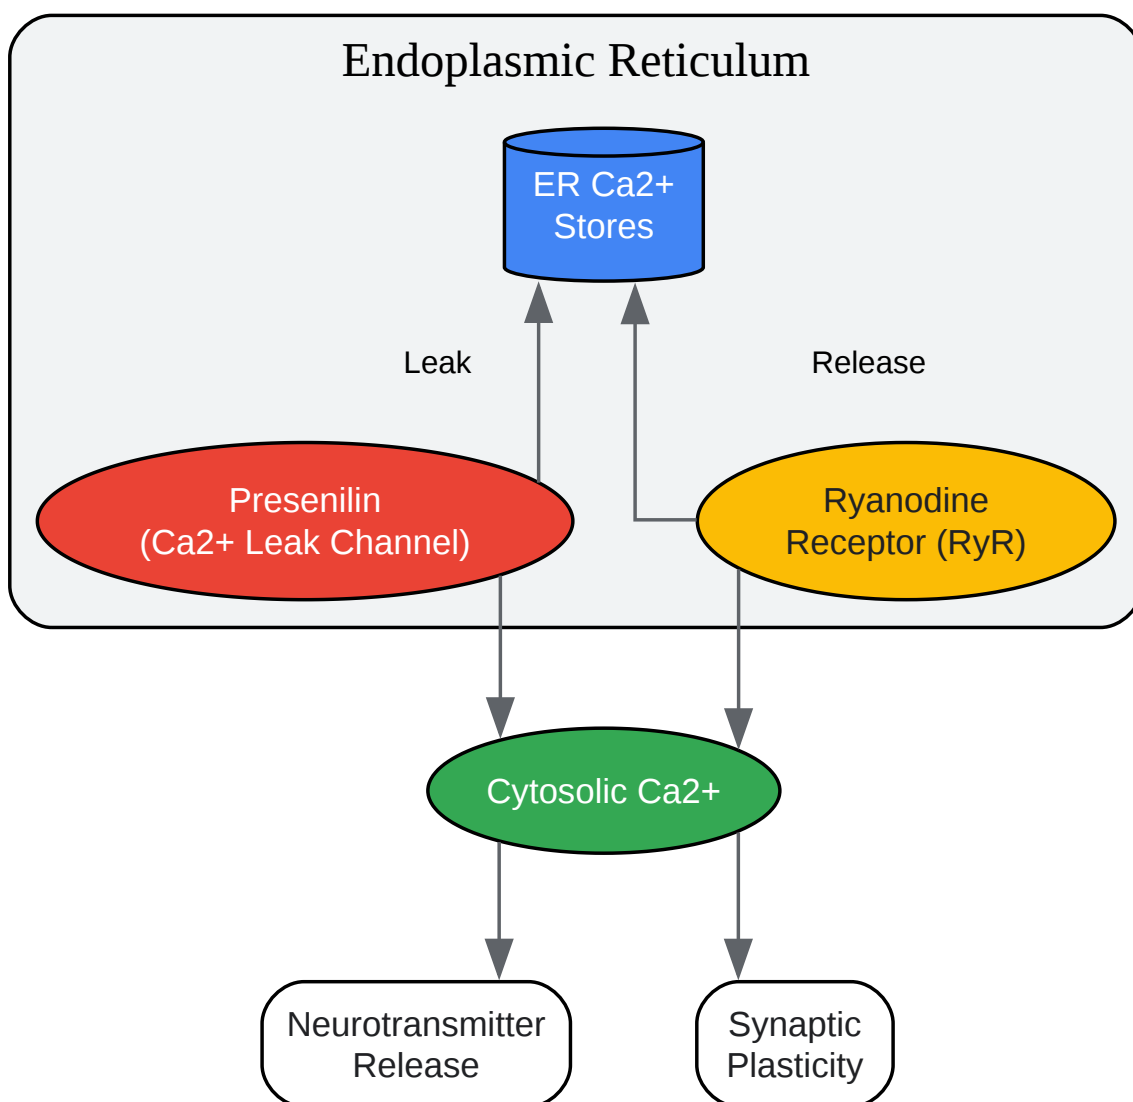 Endoplasmic Reticulum
ER Ca2+
Stores
Leak
Release
Presenilin
(Ca2+ Leak Channel)
Ryanodine
Receptor (RyR)
Cytosolic Ca2+
Neurotransmitter
Release
Synaptic
Plasticity